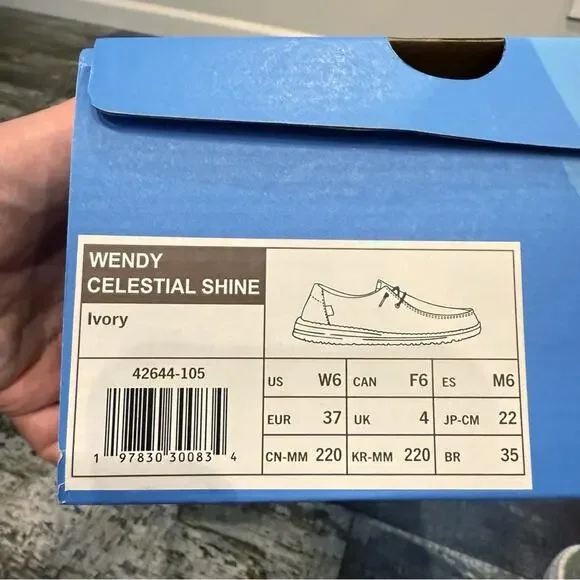 WENDY
CELESTIAL SHINE
Ivory
42644-105
1 97830 30083 4
US W6 CAN F6 ES M6
EUR 37 UK 4 JP-CM 22
CN-MM 220 KR-MM 220 BR 35